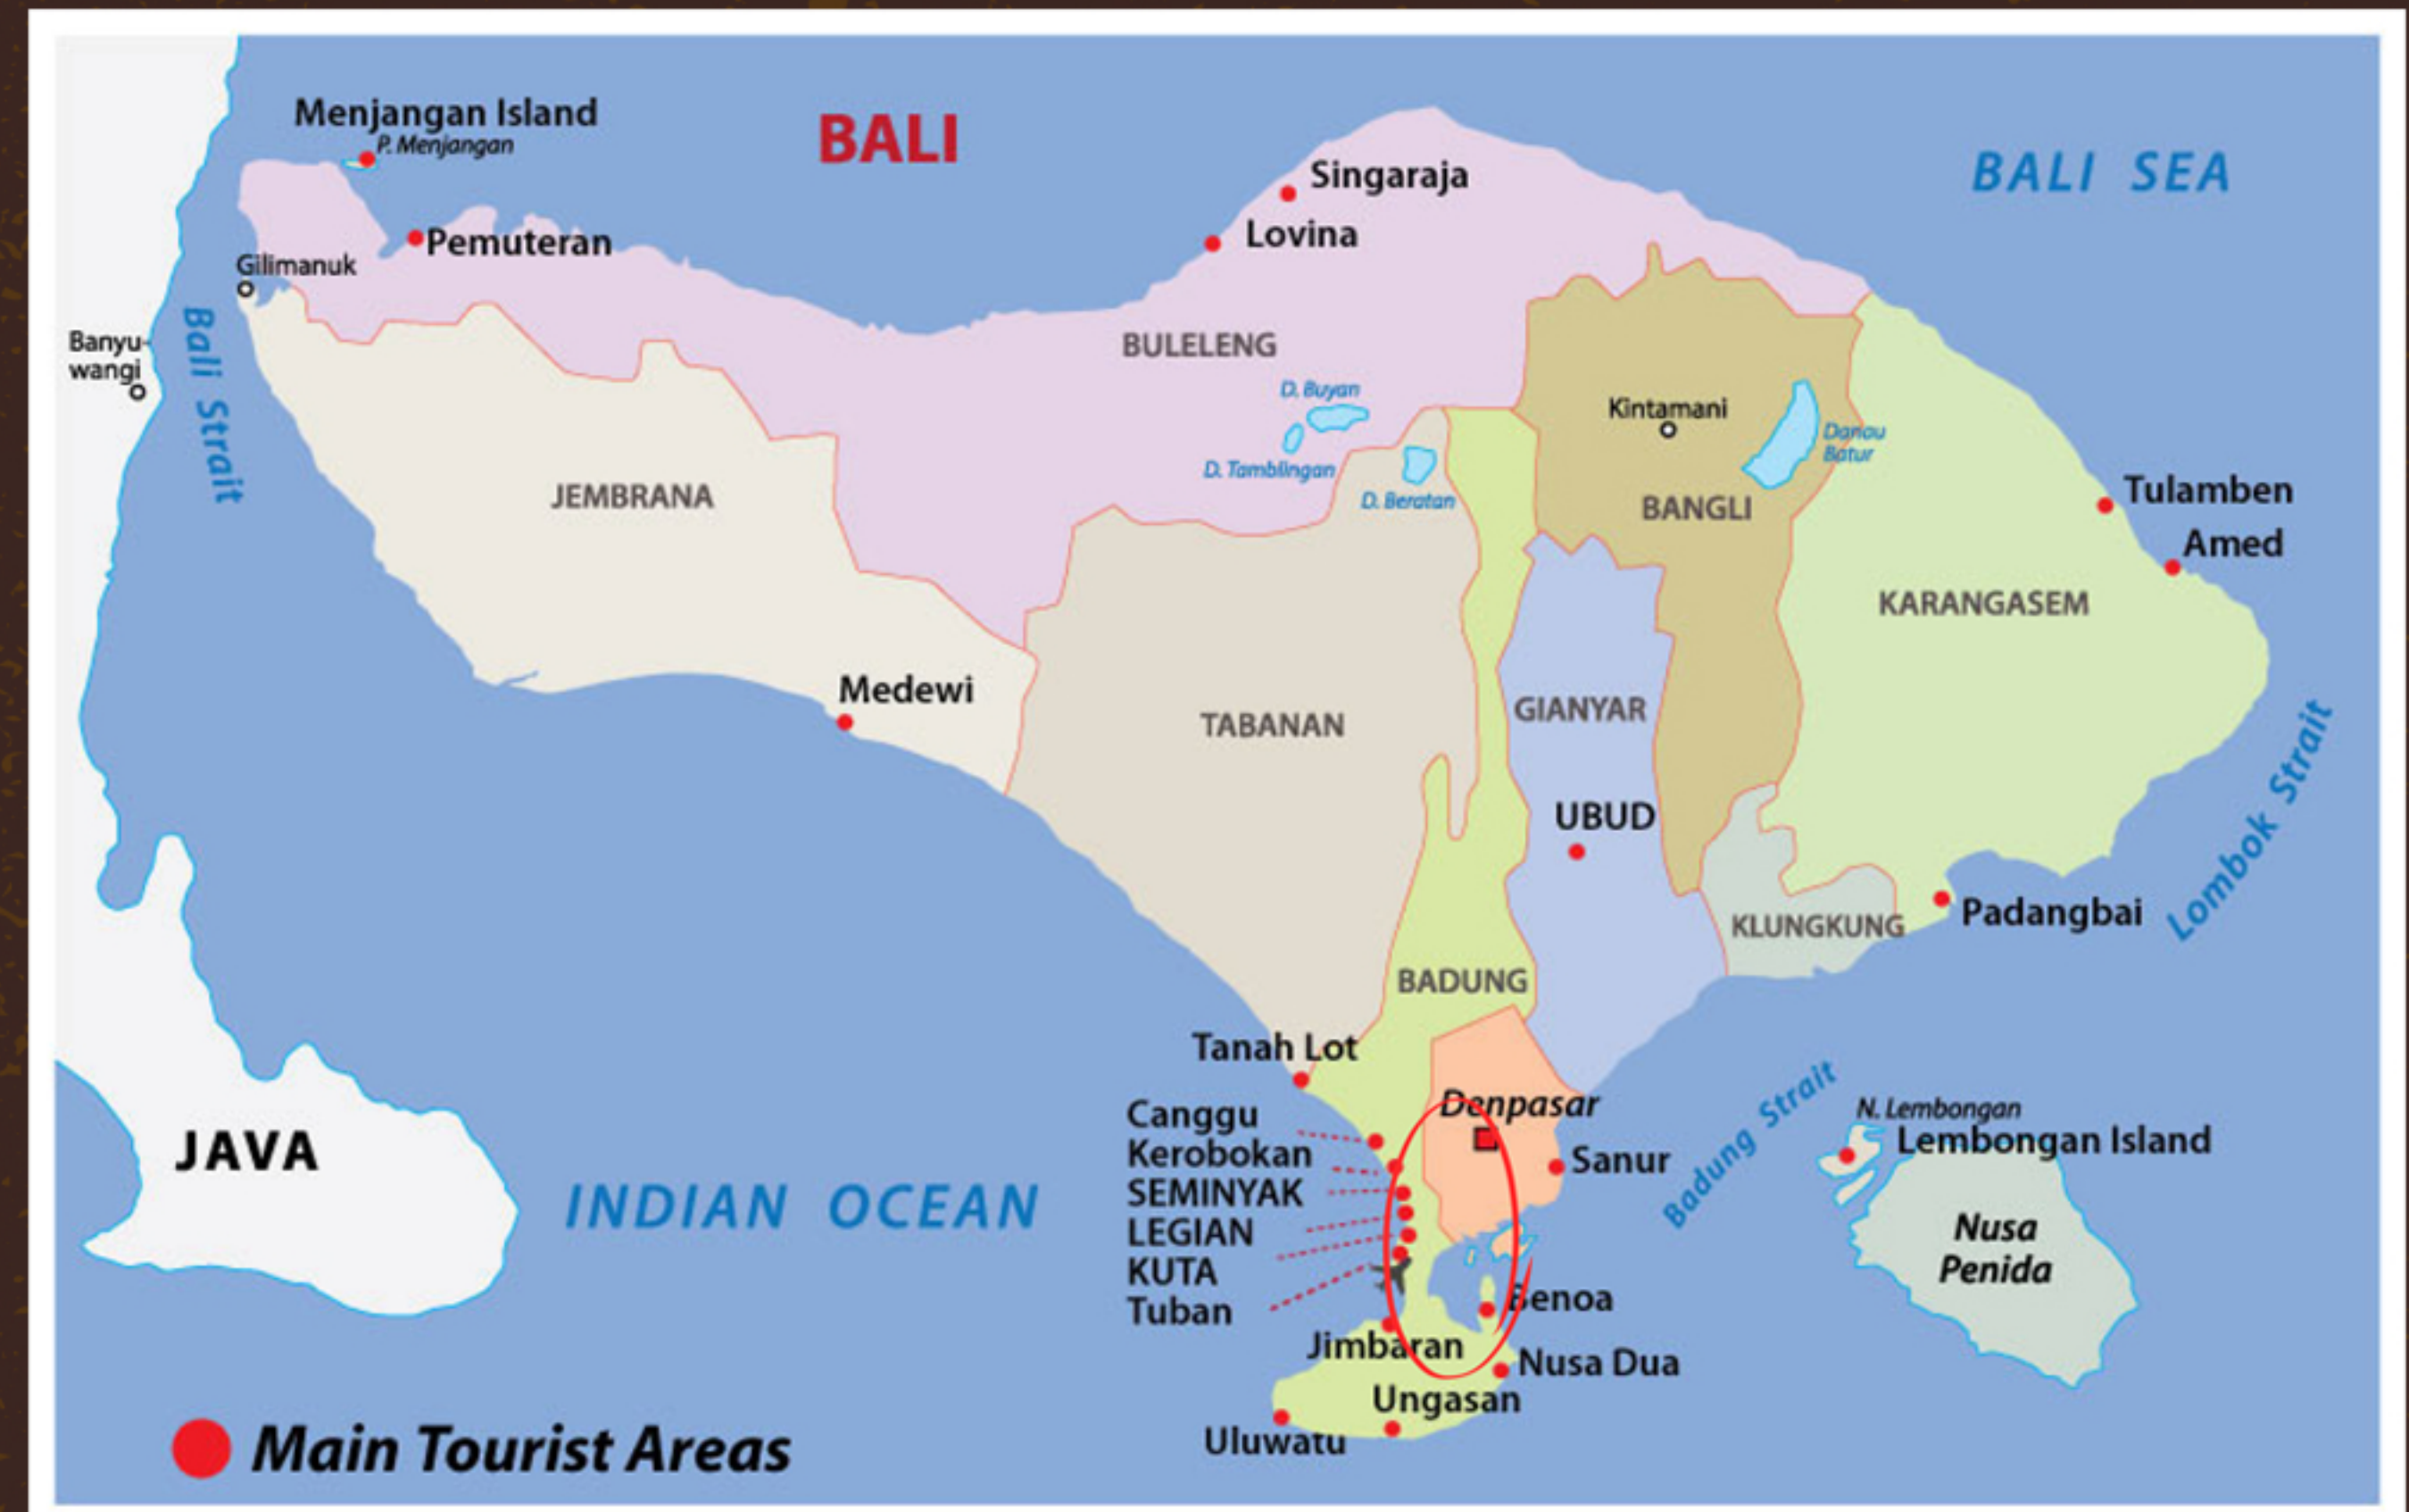 Menjangan Island
P. Menjangan
BALI
BALI SEA
Singaraja
Lovina
Pemuteran
Gilimanuk
Bali Strait
Banyu-
wangi
BULELENG
D. Buyan
D. Tamblingan
D. Beratan
Kintamani
Danau
Batur
BANGLI
JEMBRANA
Tulamben
Amed
KARANGASEM
Medewi
TABANAN
GIANYAR
UBUD
Lombok Strait
Padangbai
KLUNGKUNG
BADUNG
Tanah Lot
Denpasar
Canggu
Kerobokan
SEMINYAK
LEGIAN
KUTA
Tuban
Sanur
Badung Strait
N. Lembongan
Lembongan Island
Nusa
Penida
JAVA
INDIAN OCEAN
Benoa
Jimbaran
Nusa Dua
Ungasan
Uluwatu
Main Tourist Areas